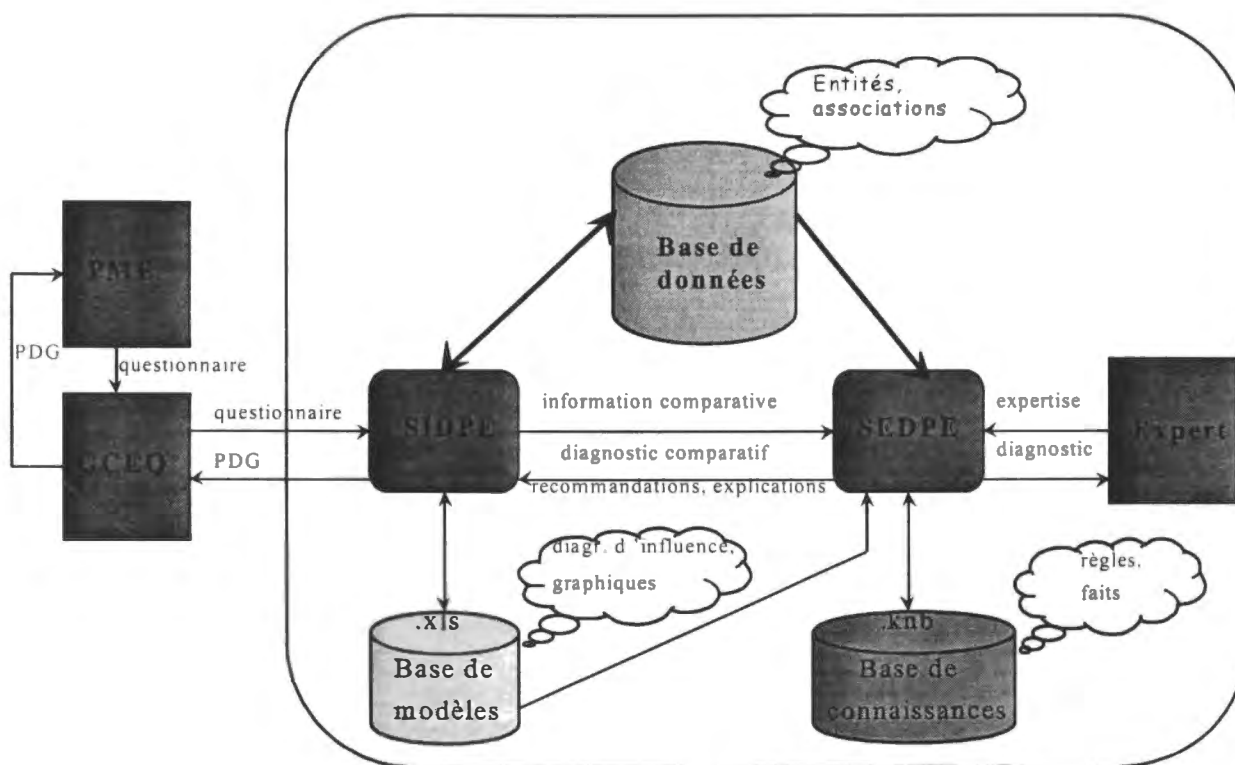 Entités,
associations
Base de
données
PME
PDG
questionnaire
GCEQ
questionnaire
PDG
SIDPE
information comparative
diagnostic comparatif
recommandations, explications
SEDPE
expertise
diagnostic
Expert
diagr. d 'influence,
graphiques
règles,
faits
.xls
Base de
modèles
.knb
Base de
connaissances